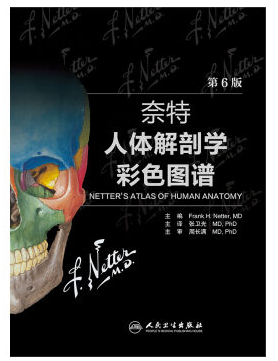 F. Netter M.D.
第6版
奈特
人体解剖学
彩色图谱
NETTER'S ATLAS OF HUMAN ANATOMY
主 编 Frank H. Netter, MD
主 译 张卫光 MD, PhD
主 审 周长满 MD, PhD
F. Netter M.D.
人民卫生出版社